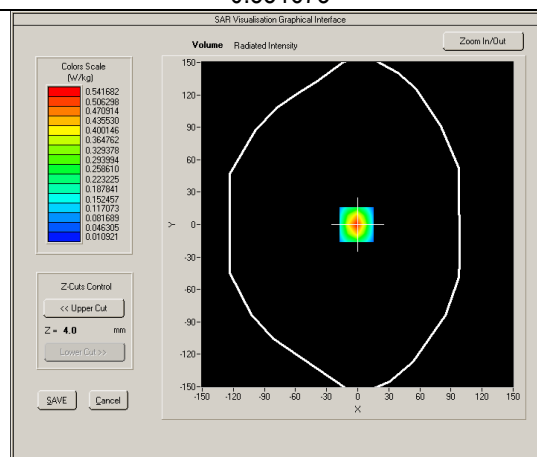 SAR Visualisation Graphical Interface
Volume Radiated Intensity
Zoom In/Out
Colors Scale
(W/kg)
0.541682
0.506298
0.470914
0.435530
0.400146
0.364762
0.329378
0.293994
0.258610
0.223225
0.187841
0.152457
0.117073
0.081689
0.046305
0.010921
Z-Cuts Control
<< Upper Cut
Z = 4.0 mm
Lower Cut >>
SAVE Cancel
150-
120-
90-
60-
30-
0-
-30-
-60-
-90-
-120-
-150-
Y
-150 -120 -90 -60 -30 0 30 60 90 120 150
X